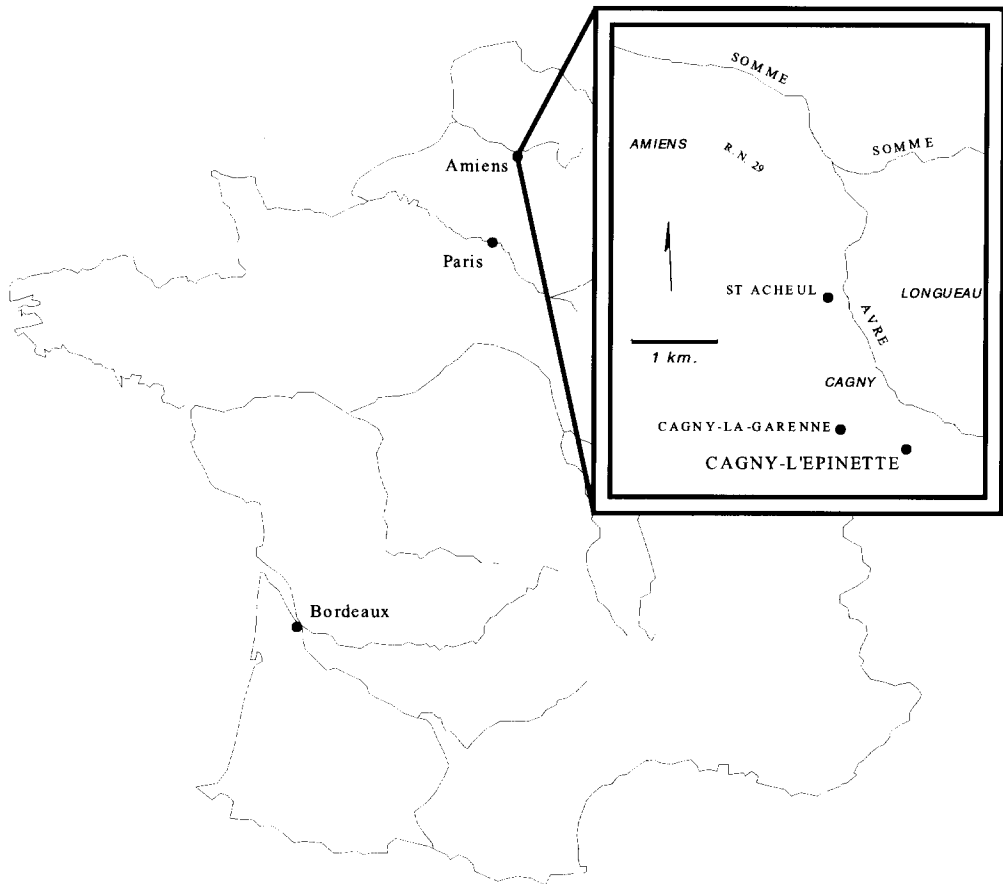 SOMME
AMIENS
R. N. 29
SOMME
Amiens
Paris
ST ACHEUL
LONGUEAU
AVRE
1 km.
CAGNY
CAGNY-LA-GARENNE
CAGNY-L'EPINETTE
Bordeaux